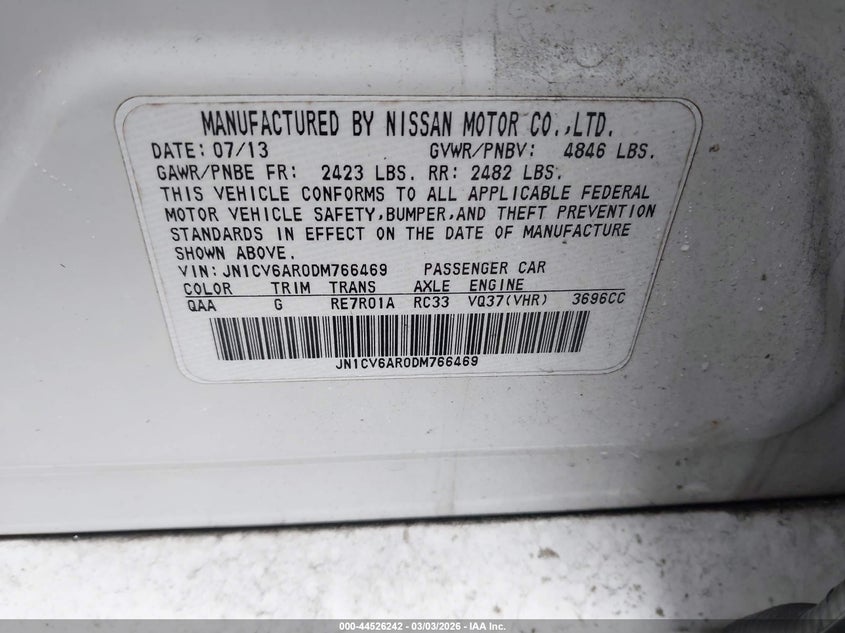 MANUFACTURED BY NISSAN MOTOR CO.,LTD.
DATE: 07/13 GVWR/PNBV: 4846 LBS.
GAWR/PNBE FR: 2423 LBS. RR: 2482 LBS.
THIS VEHICLE CONFORMS TO ALL APPLICABLE FEDERAL
MOTOR VEHICLE SAFETY,BUMPER,AND THEFT PREVENTION
STANDARDS IN EFFECT ON THE DATE OF MANUFACTURE
SHOWN ABOVE.
VIN: JN1CV6AR0DM766469 PASSENGER CAR
COLOR TRIM TRANS AXLE ENGINE
QAA G RE7R01A RC33 VQ37(VHR) 3696CC
JN1CV6AR0DM766469
000-44526242 - 03/03/2026 - IAA Inc.